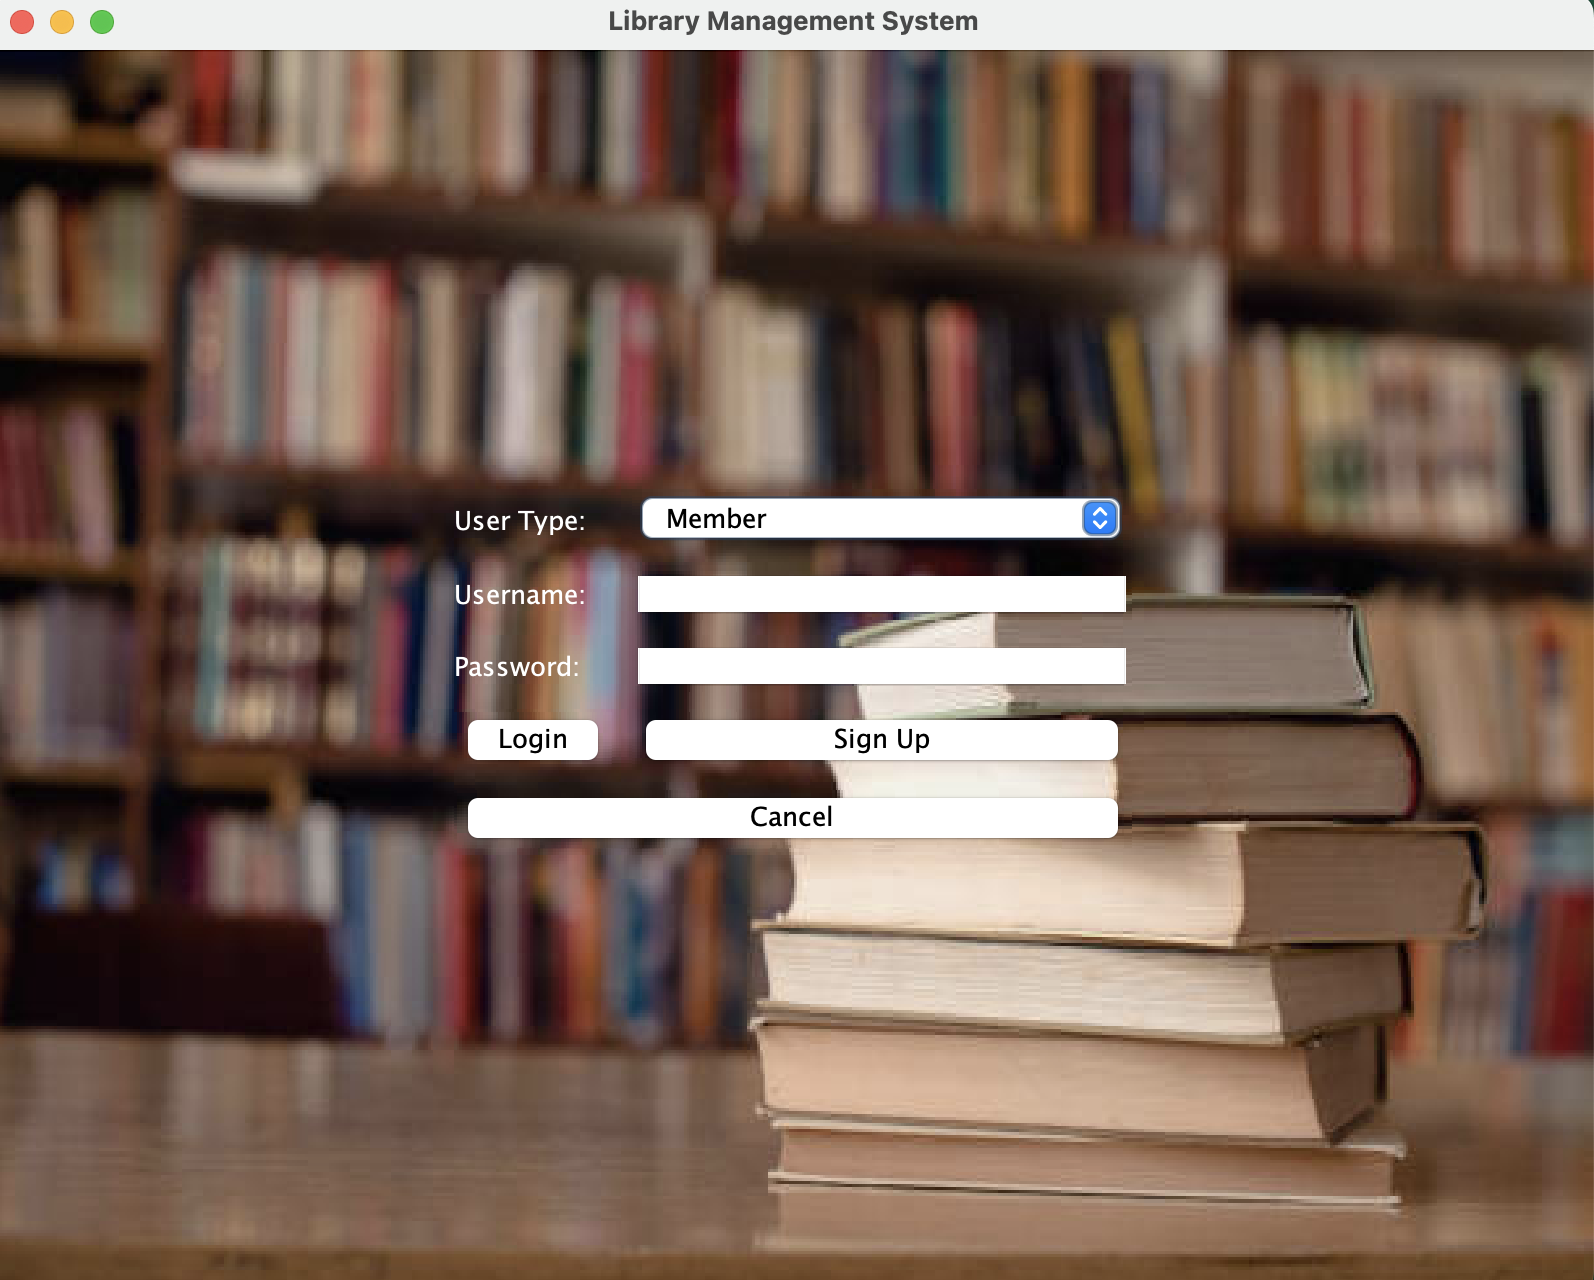 Library Management System
User Type: Member
Username:
Password:
Login Sign Up
Cancel